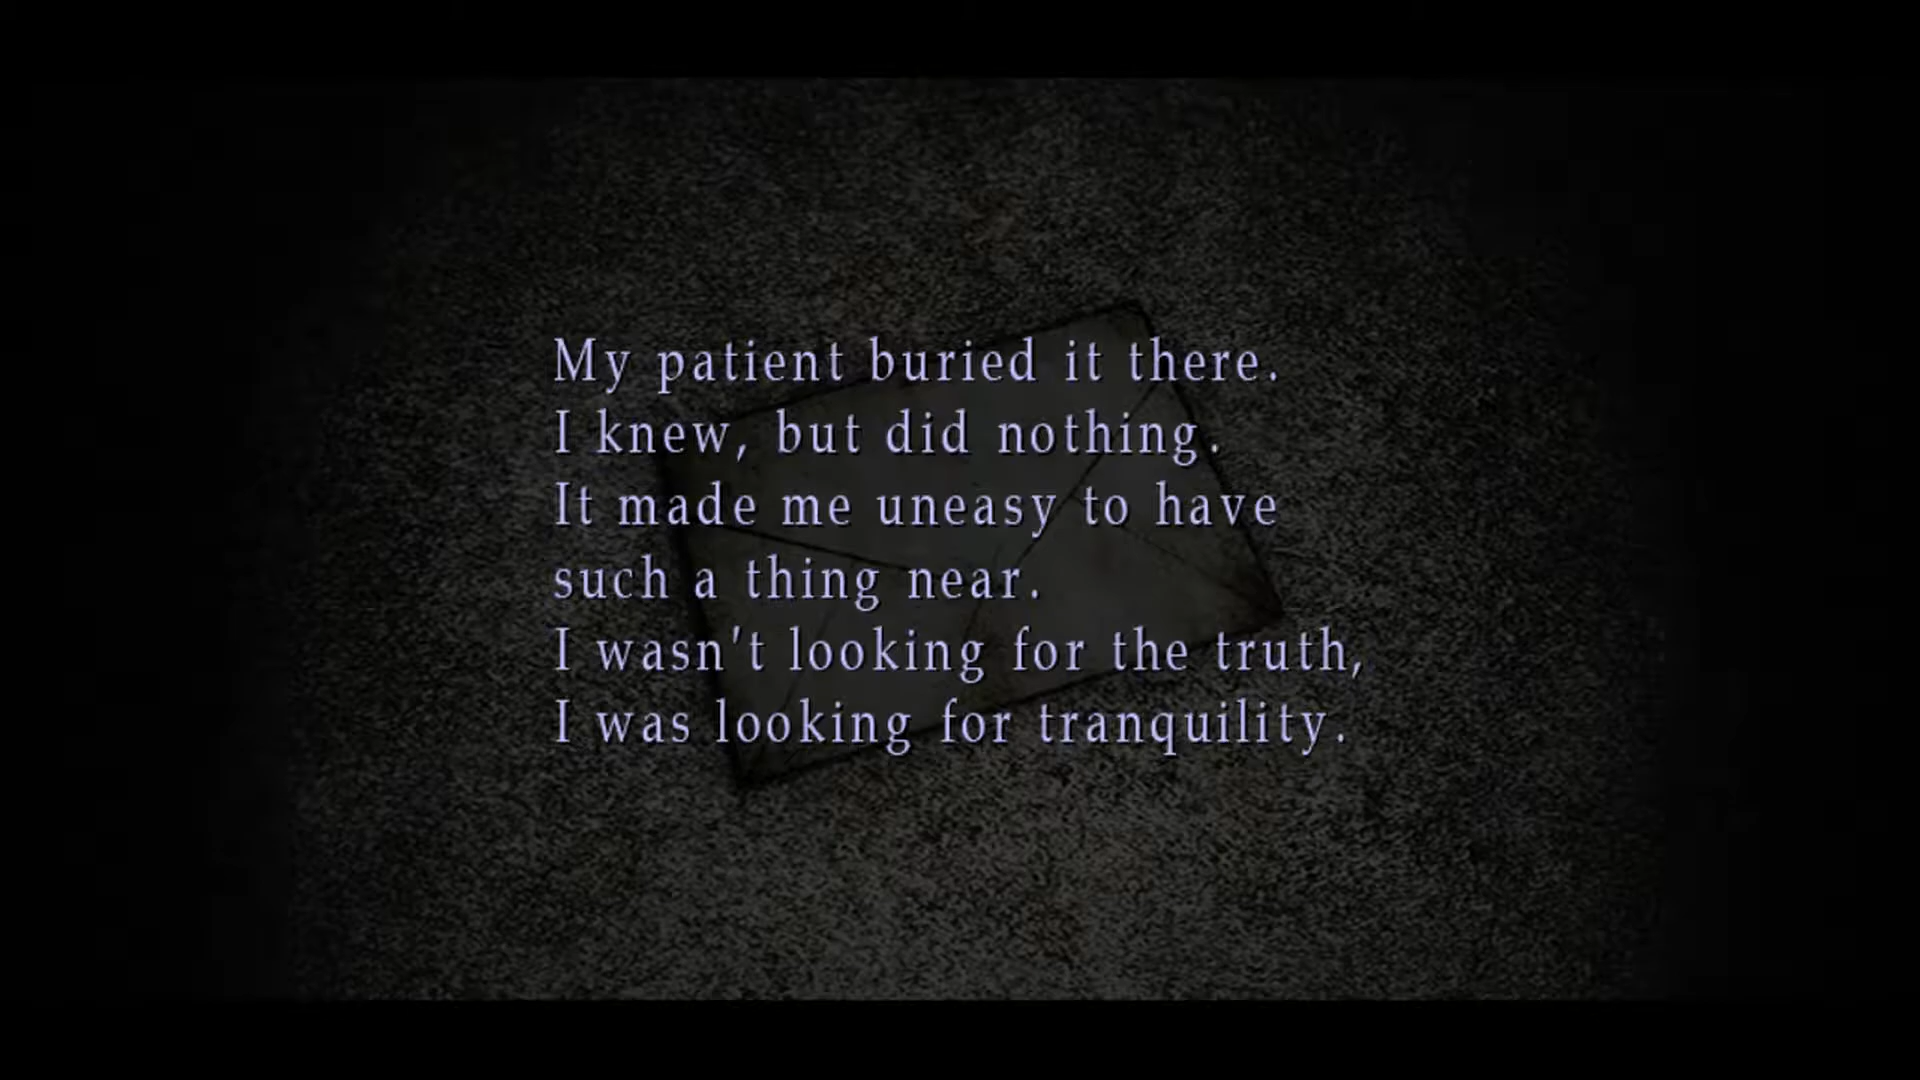 My patient buried it there.
I knew, but did nothing.
It made me uneasy to have
such a thing near.
I wasn't looking for the truth,
I was looking for tranquility.